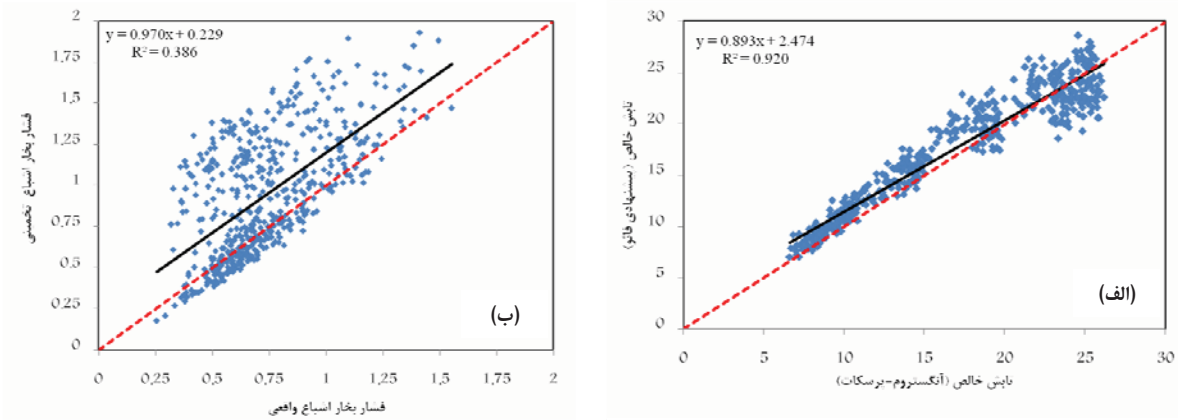 30
25
20
15
10
5
0
y = 0.893x + 2.474
R² = 0.920
تابش خالص (پیشنهادی فائو)
(الف)
0 5 10 15 20 25 30
تابش خالص (آنگستروم-پرسکات)
2
1.75
1.5
1.25
1
0.75
0.5
0.25
0
y = 0.970x + 0.229
R² = 0.386
فشار بخار اشباع تخمینی
(ب)
0 0,25 0,5 0,75 1 1,25 1,5 1,75 2
فشار بخار اشباع واقعی